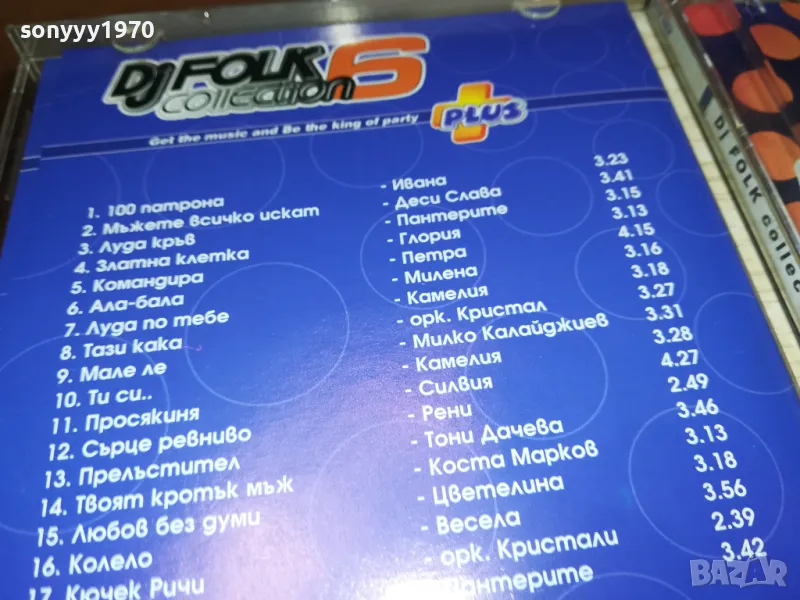 sonyyy1970
DJ FOLK collection 6
Get the music and Be the king of party PLUS
1. 100 патрона - Ивана 3.23
2. Мъжете всичко искат - Деси Слава 3.41
3. Луда кръв - Пантерите 3.15
4. Златна клетка - Глория 3.13
5. Командира - Петра 4.15
6. Ала-бала - Милена 3.16
7. Луда по тебе - Камелия 3.18
8. Тази кака - орк. Кристал 3.27
9. Мале ле - Милко Калайджиев 3.31
10. Ти си.. - Камелия 3.28
11. Просякиня - Силвия 4.27
12. Сърце ревниво - Рени 2.49
13. Прелъстител - Тони Дачева 3.46
14. Твоят кротък мъж - Коста Марков 3.13
15. Любов без думи - Цветелина 3.18
16. Колело - Весела 3.56
17. Кючек Ричи - орк. Кристали 2.39
Пантерите 3.42
DJ FOLK collec
BAZAR